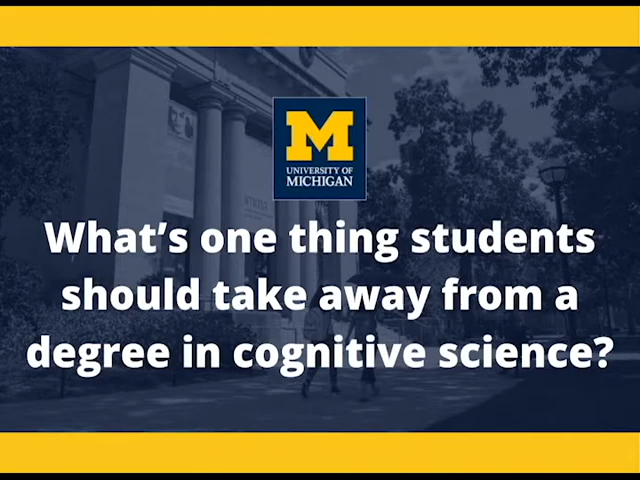 M
UNIVERSITY OF
MICHIGAN
What's one thing students
should take away from a
degree in cognitive science?